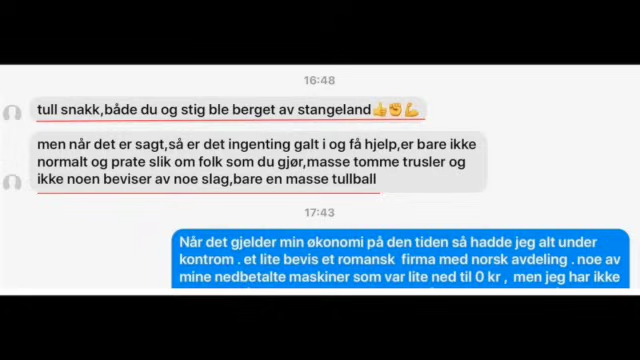 16:48
tull snakk,både du og stig ble berget av stangeland👍✊💪
men når det er sagt,så er det ingenting galt i og få hjelp,er bare ikke
normalt og prate slik om folk som du gjør,masse tomme trusler og
ikke noen beviser av noe slag,bare en masse tullball
17:43
Når det gjelder min økonomi på den tiden så hadde jeg alt under
kontrom . et lite bevis et romansk firma med norsk avdeling . noe av
mine nedbetalte maskiner som var lite ned til 0 kr , men jeg har ikke